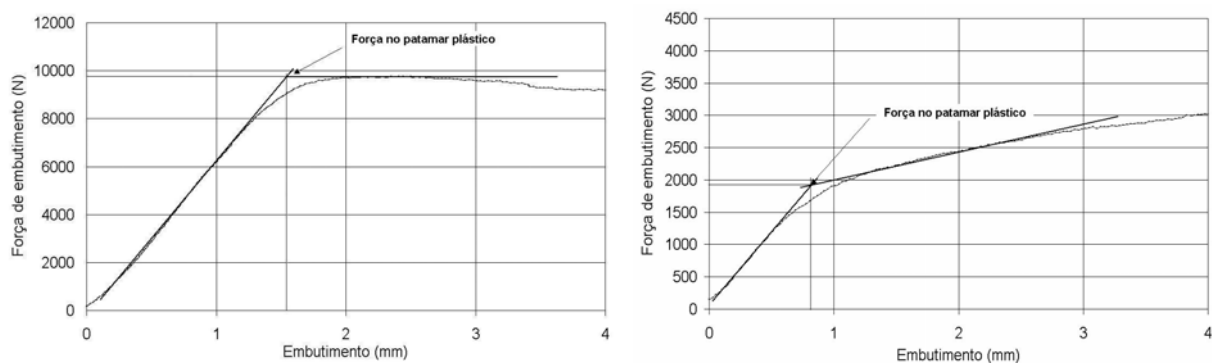 12000
10000
8000
6000
4000
2000
0
Força de embutimento (N)
Força no patamar plástico
0 1 2 3 4
Embutimento (mm)
4500
4000
3500
3000
2500
2000
1500
1000
500
0
Força de embutimento (N)
Força no patamar plástico
0 1 2 3 4
Embutimento (mm)